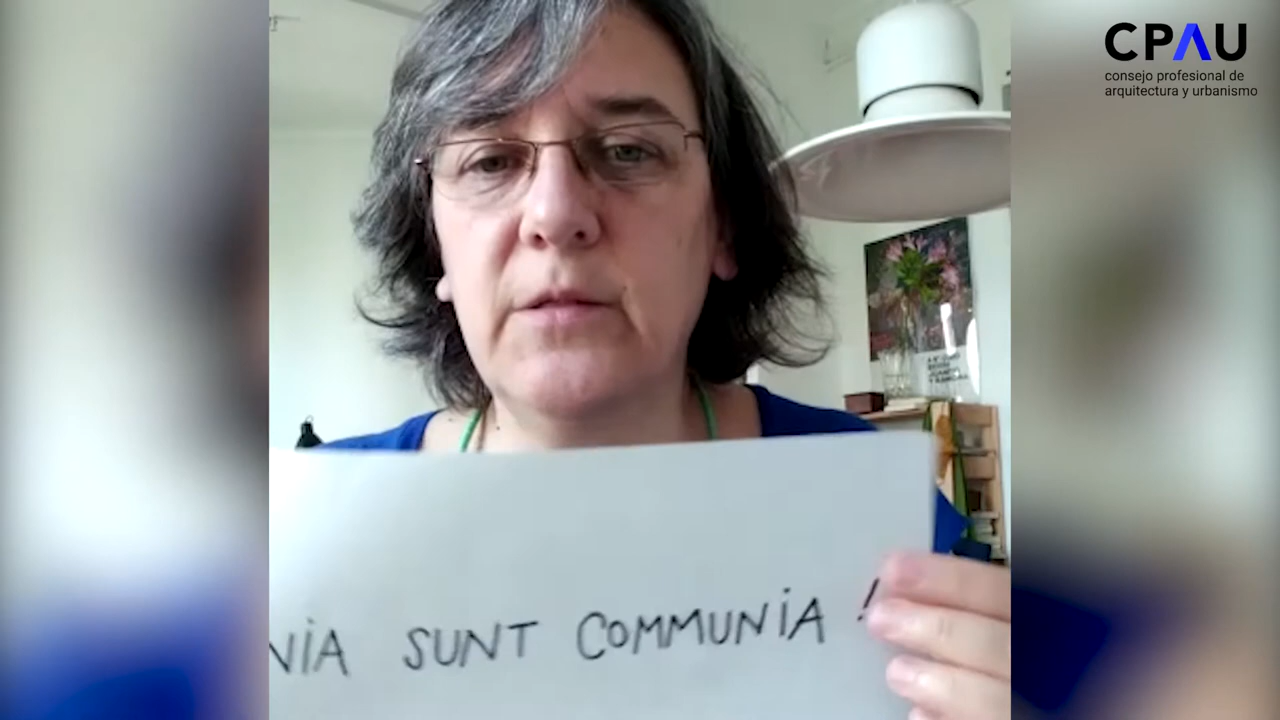 CPAU
consejo profesional de
arquitectura y urbanismo
NIA SUNT COMMUNIA !